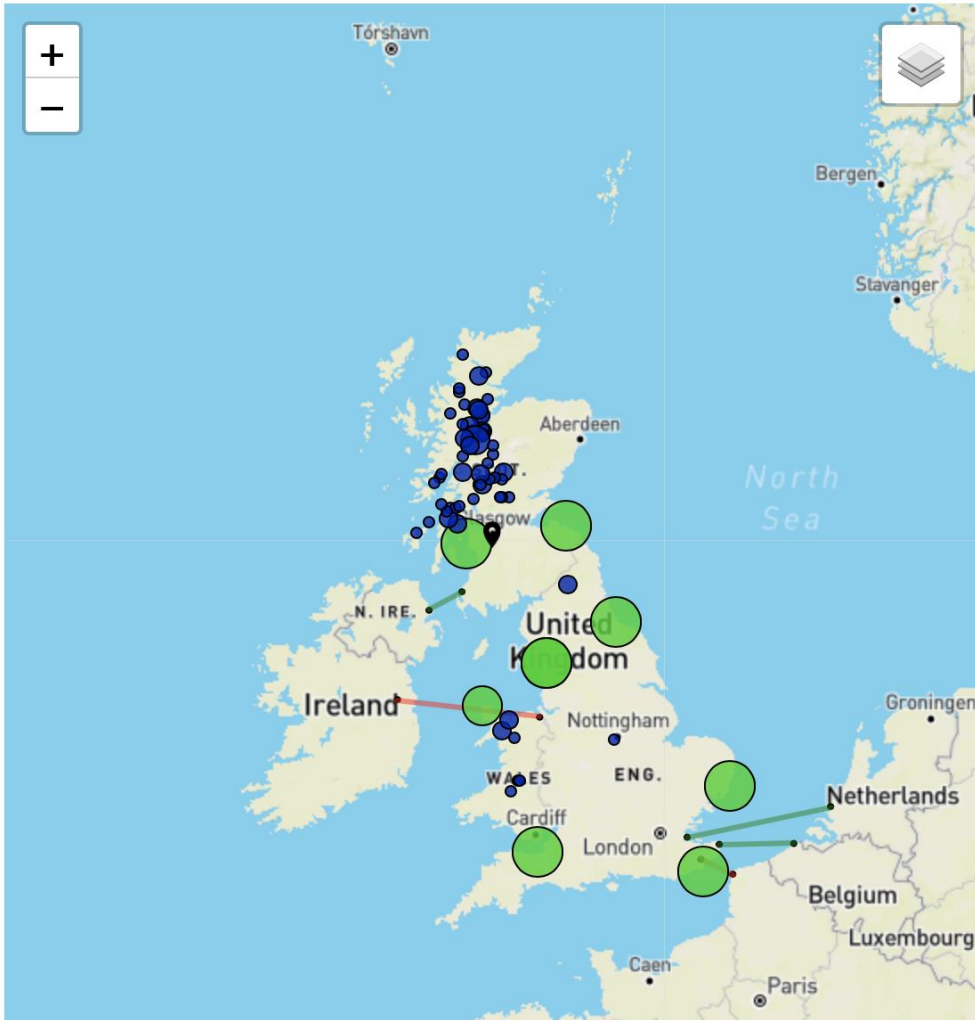 Tórshavn
+
−
Bergen
Stavanger
Aberdeen
North
Sea
T.
Glasgow
N. IRE.
United
Kingdom
Ireland
Nottingham
Groningen
WALES
ENG.
Netherlands
Cardiff
London
Belgium
Luxembourg
Caen
Paris